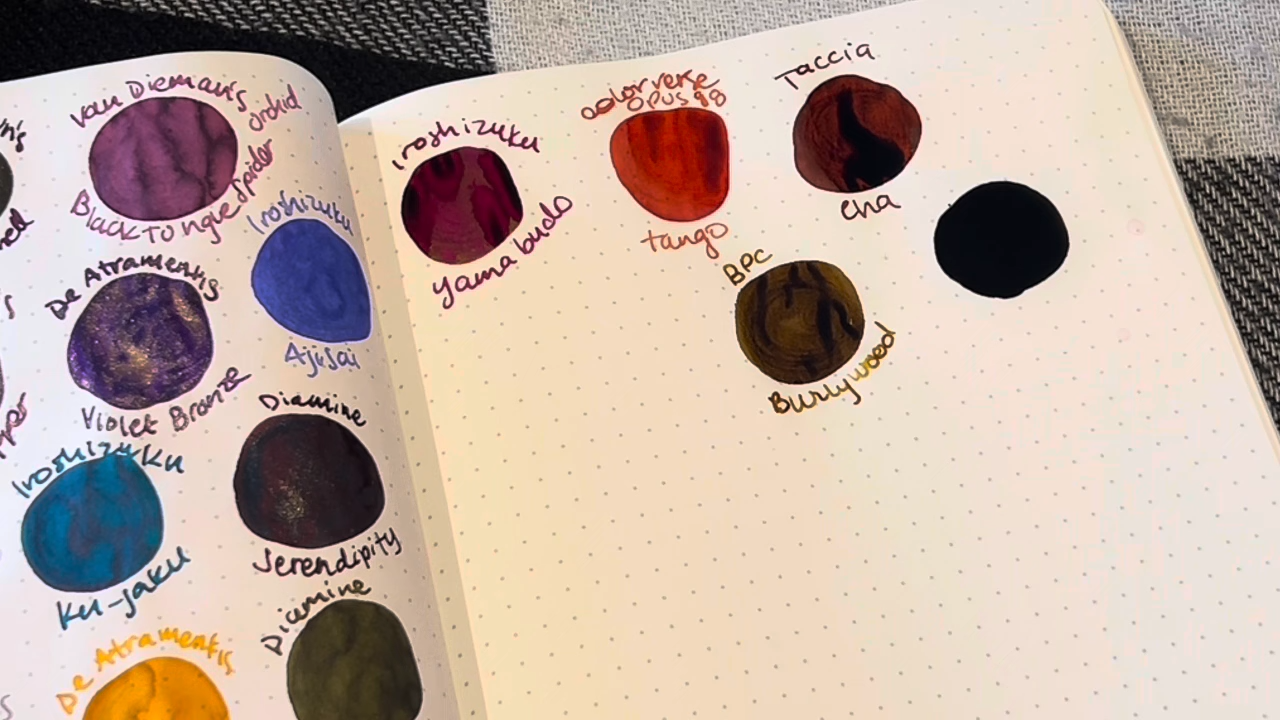 Van Dieman's
Orchid
Black Tongue Spider
Iroshizuku
Ajisai
De Atramentis
Violet Bronze
Diamine
Serendipity
Iroshizuku
Ku-jaku
Diamine
De Atramentis
Iroshizuku
yama budo
colorverse
OPUS 98
tango
Taccia
cha
BPC
Burlywood